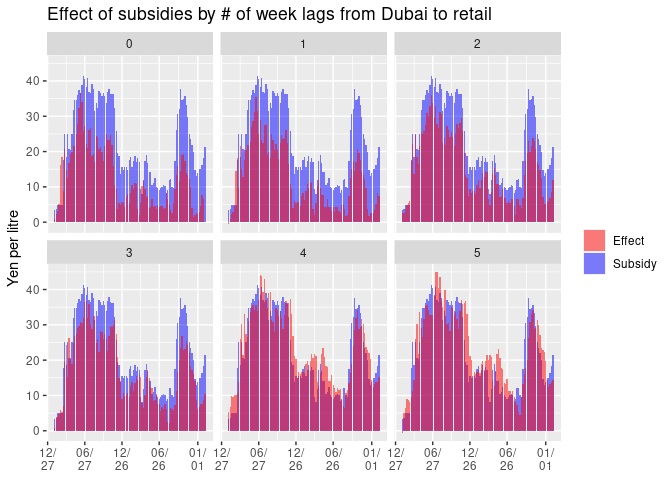 Effect of subsidies by # of week lags from Dubai to retail
0 1 2
40
30
20
10
0
Yen per litre
3 4 5
40
30
20
10
0
12/ 06/ 12/ 06/ 01/ 12/ 06/ 12/ 06/ 01/ 12/ 06/ 12/ 06/ 01/
27 27 26 26 01 27 27 26 26 01 27 27 26 26 01
Effect
Subsidy